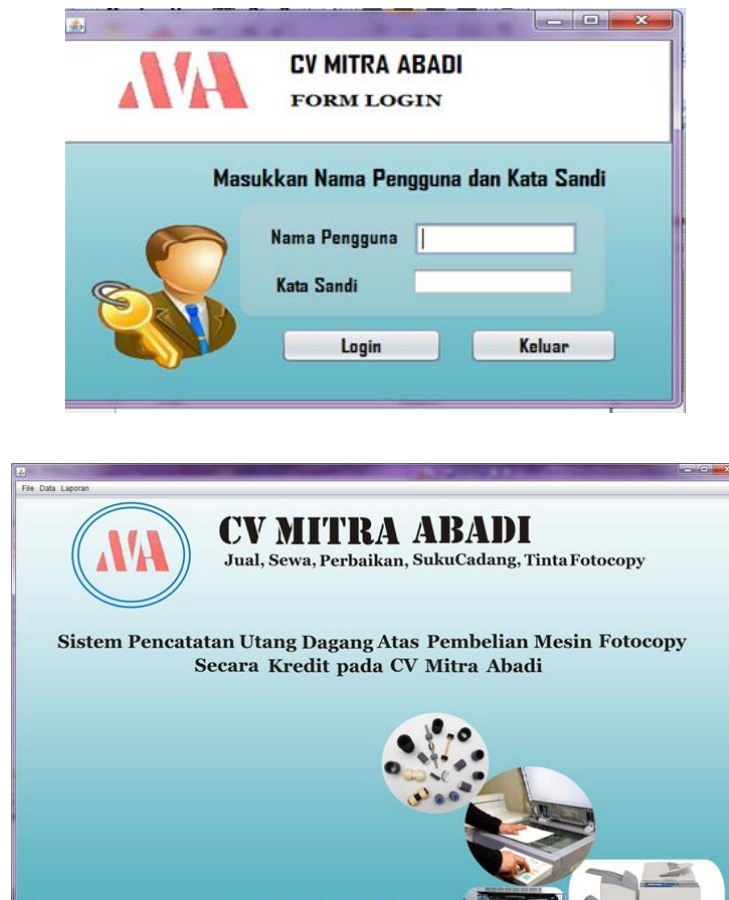 CV MITRA ABADI
FORM LOGIN
Masukkan Nama Pengguna dan Kata Sandi
Nama Pengguna
Kata Sandi
Login Keluar
File Data Laporan
CV MITRA ABADI
Jual, Sewa, Perbaikan, SukuCadang, Tinta Fotocopy
Sistem Pencatatan Utang Dagang Atas Pembelian Mesin Fotocopy
Secara Kredit pada CV Mitra Abadi